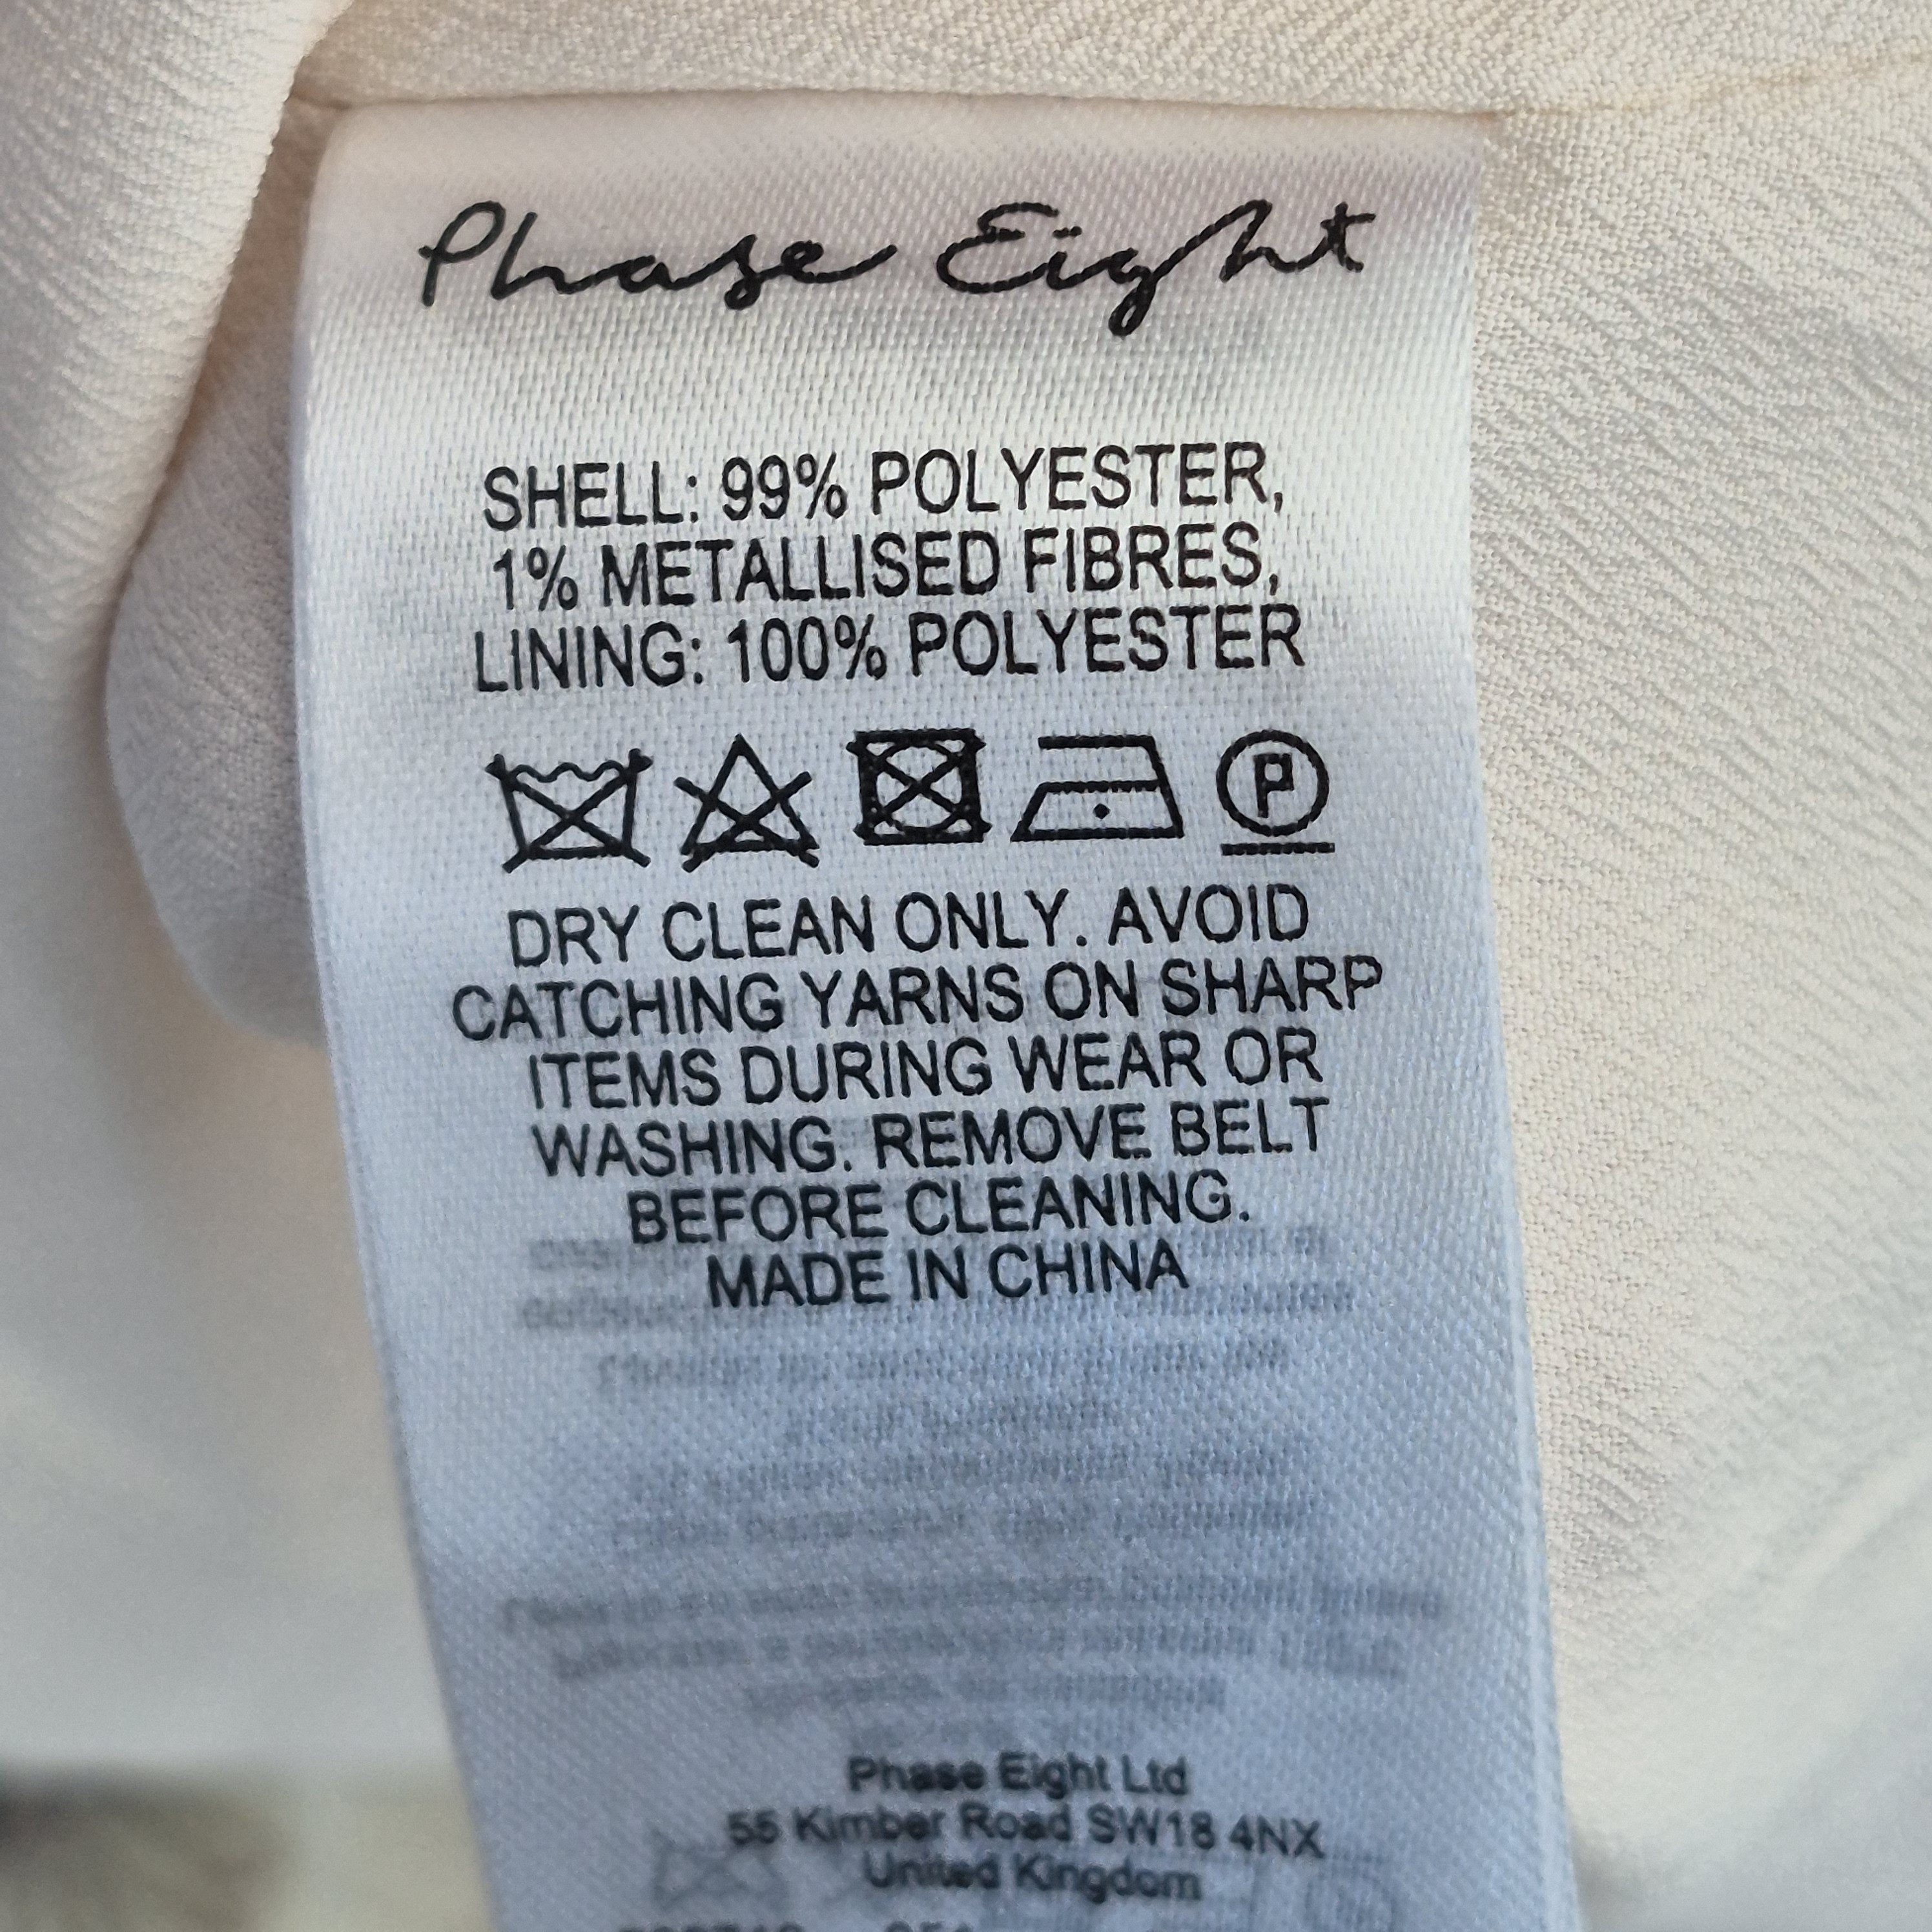 Phase Eight
SHELL: 99% POLYESTER,
1% METALLISED FIBRES,
LINING: 100% POLYESTER
P
DRY CLEAN ONLY. AVOID
CATCHING YARNS ON SHARP
ITEMS DURING WEAR OR
WASHING. REMOVE BELT
BEFORE CLEANING.
MADE IN CHINA
Phase Eight Ltd
55 Kimber Road SW18 4NX
United Kingdom